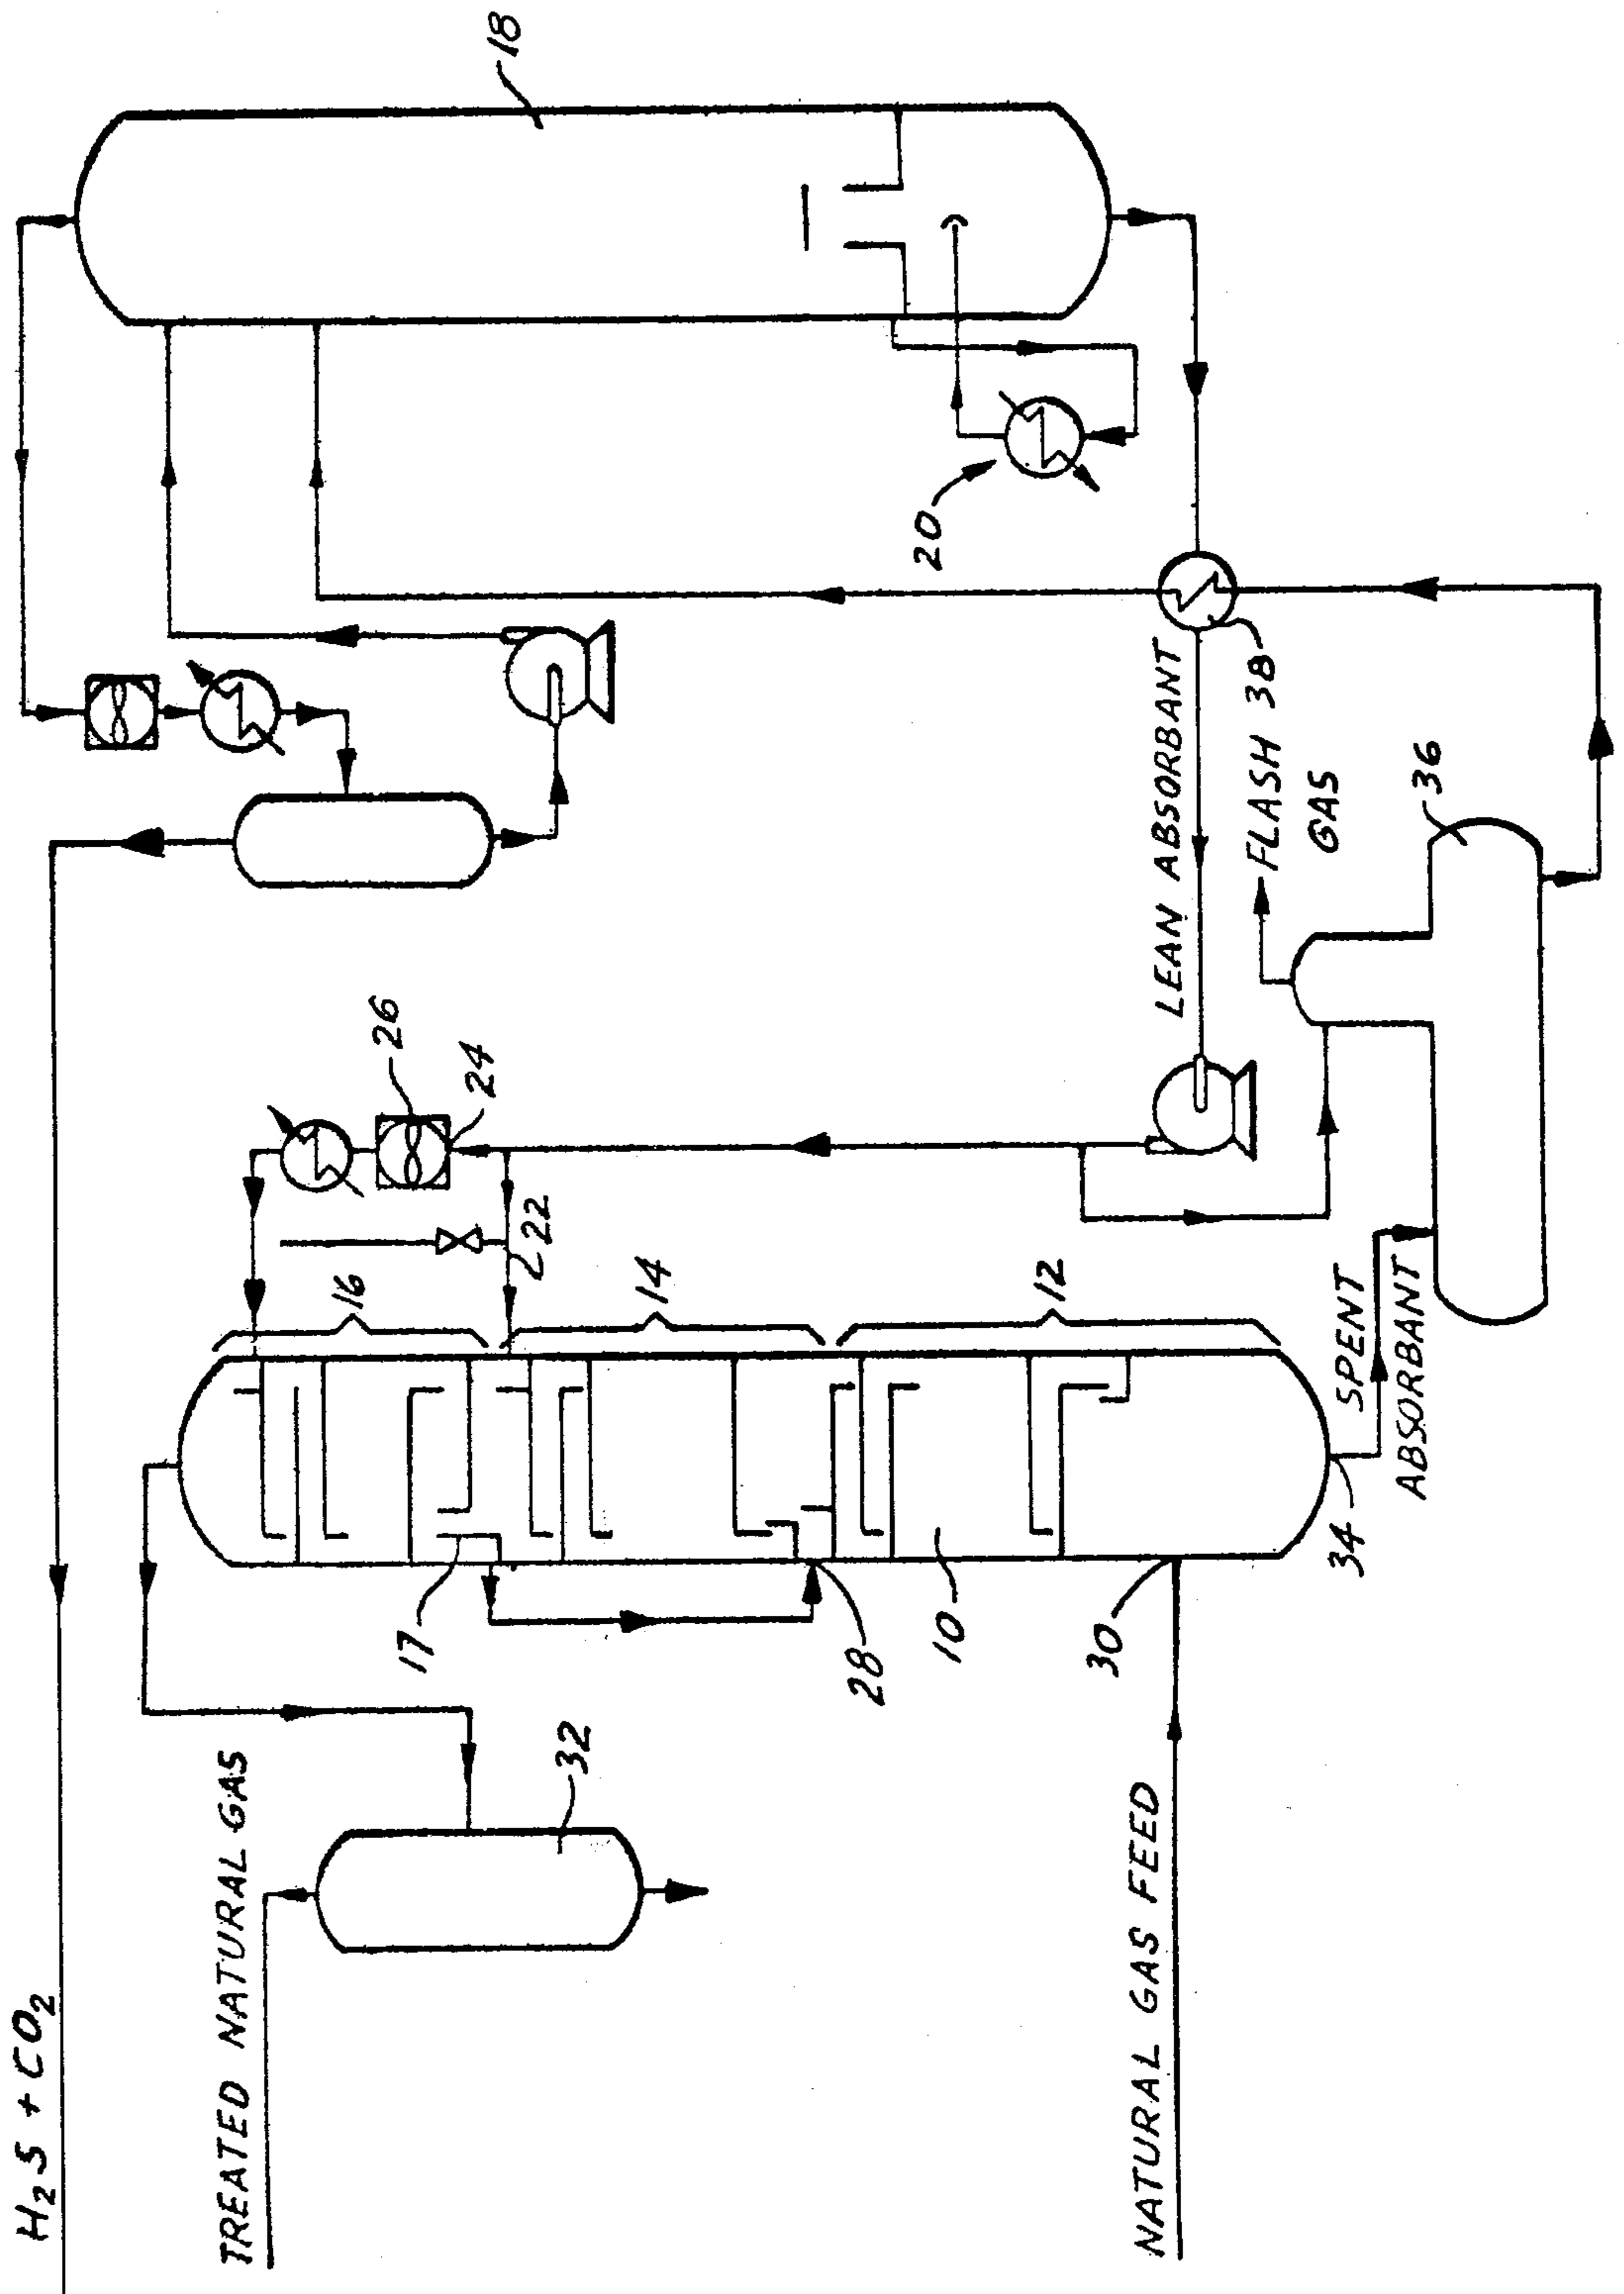 H₂S + CO₂
TREATED NATURAL GAS
NATURAL GAS FEED
32
17
28
10
30
34
SPENT
ABSORBANT
16
14
12
22
24
26
LEAN ABSORBANT
FLASH
GAS
36
38
20
18